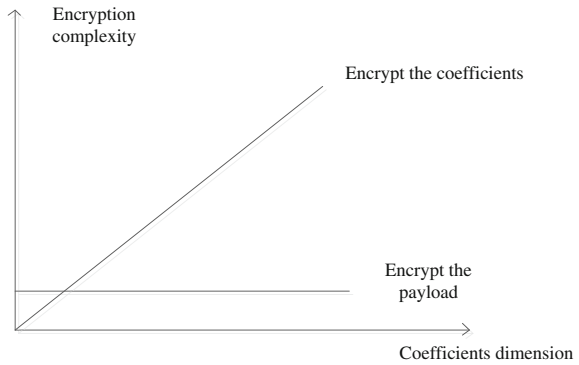 Encryption
complexity
Encrypt the coefficients
Encrypt the
payload
Coefficients dimension